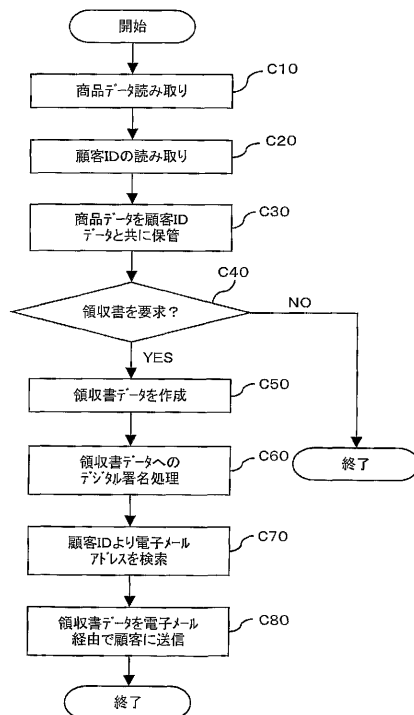 開始
商品データ読み取り
C10
顧客IDの読み取り
C20
商品データを顧客ID
データと共に保管
C30
領収書を要求？
C40
NO
YES
領収書データを作成
C50
終了
領収書データへの
デジタル署名処理
C60
顧客IDより電子メール
アドレスを検索
C70
領収書データを電子メール
経由で顧客に送信
C80
終了